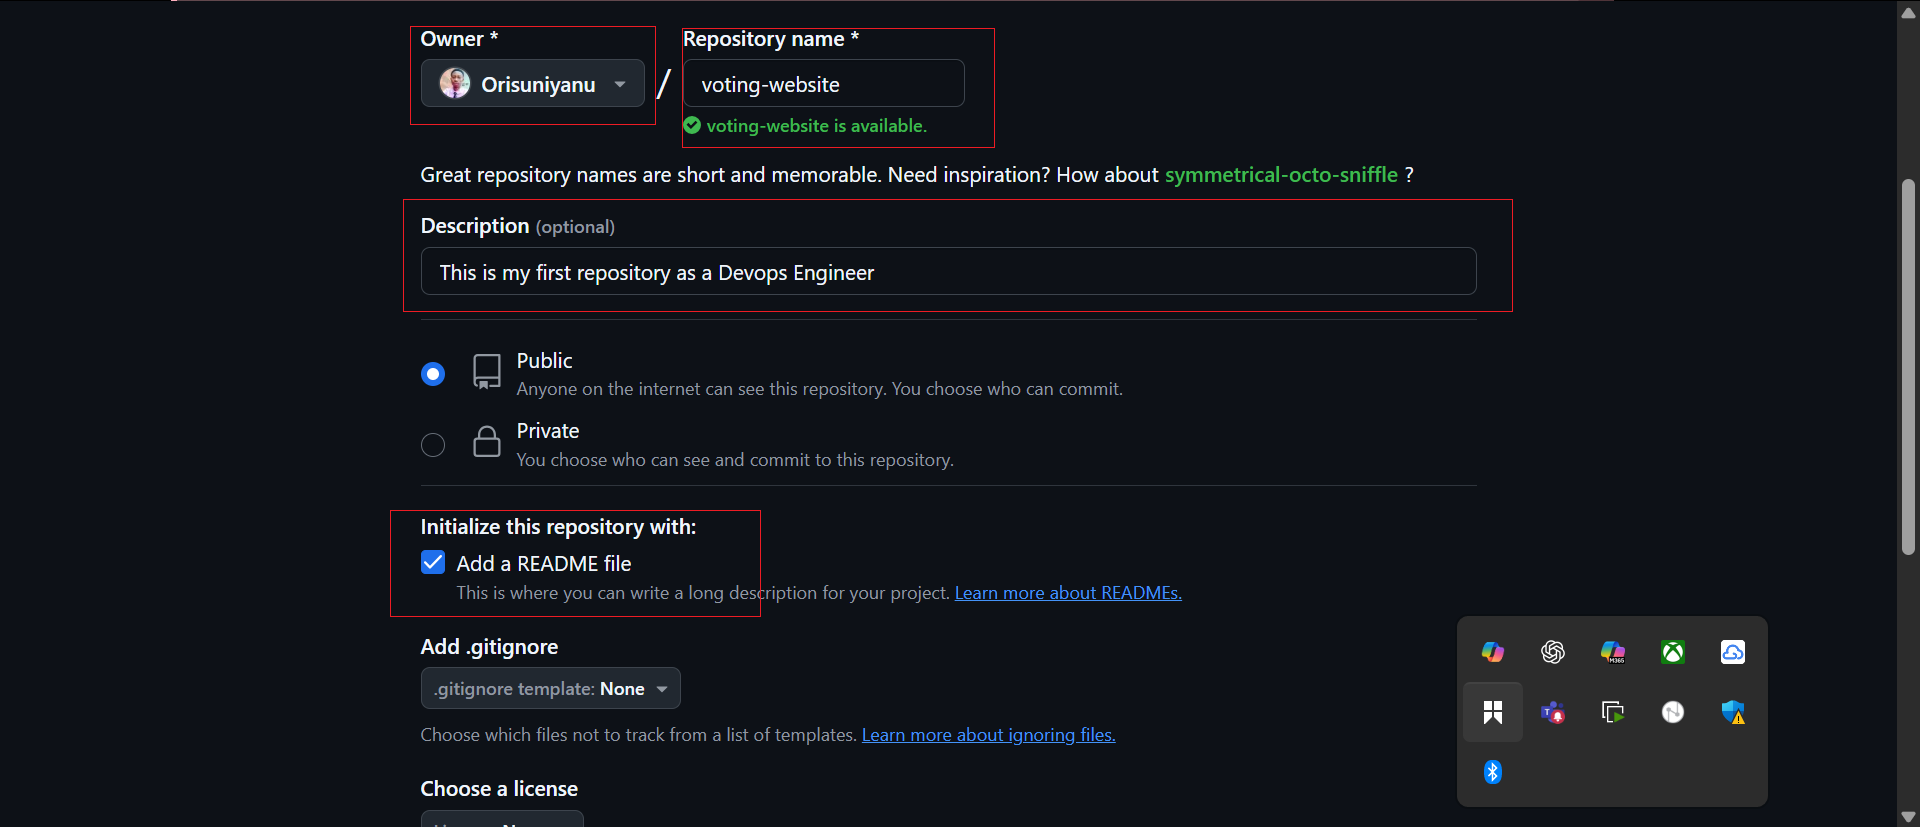 Owner *
Repository name *
Orisuniyanu
/
voting-website
voting-website is available.
Great repository names are short and memorable. Need inspiration? How about symmetrical-octo-sniffle ?
Description (optional)
This is my first repository as a Devops Engineer
Public
Anyone on the internet can see this repository. You choose who can commit.
Private
You choose who can see and commit to this repository.
Initialize this repository with:
Add a README file
This is where you can write a long description for your project. Learn more about READMEs.
Add .gitignore
.gitignore template: None
Choose which files not to track from a list of templates. Learn more about ignoring files.
Choose a license
M365
T